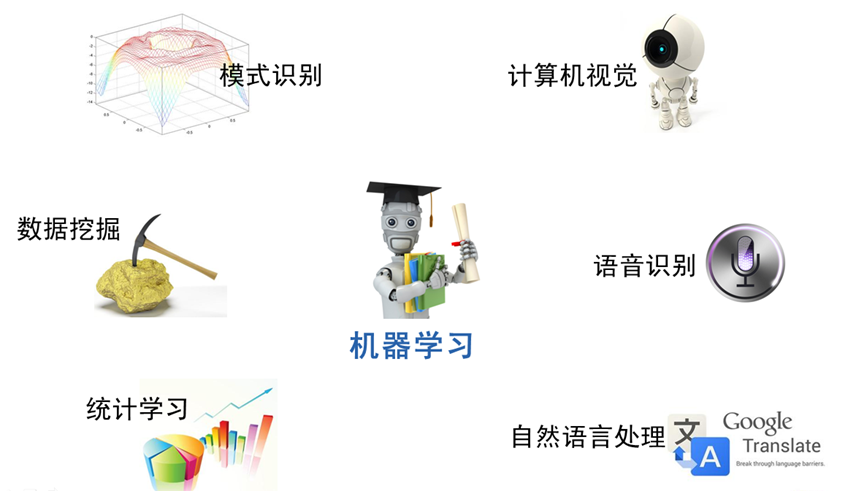 模式识别
计算机视觉
数据挖掘
语音识别
机器学习
统计学习
自然语言处理
文
A
Google
Translate
Break through language barriers.